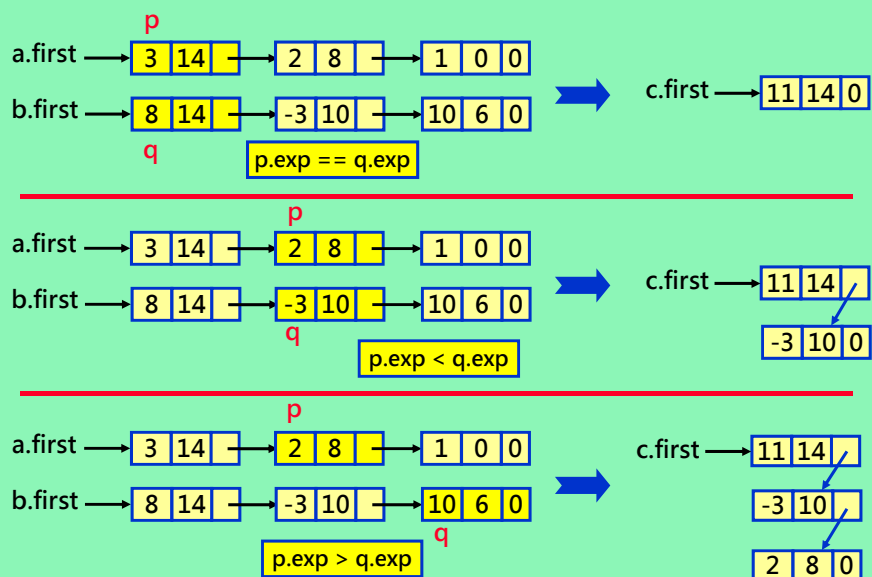 p
a.first 3 14 2 8 1 0 0
c.first 11 14 0
b.first 8 14 -3 10 10 6 0
q
p.exp == q.exp
p
a.first 3 14 2 8 1 0 0
c.first 11 14
b.first 8 14 -3 10 10 6 0
q
-3 10 0
p.exp < q.exp
p
a.first 3 14 2 8 1 0 0
c.first 11 14
b.first 8 14 -3 10 10 6 0
-3 10
q
p.exp > q.exp
2 8 0